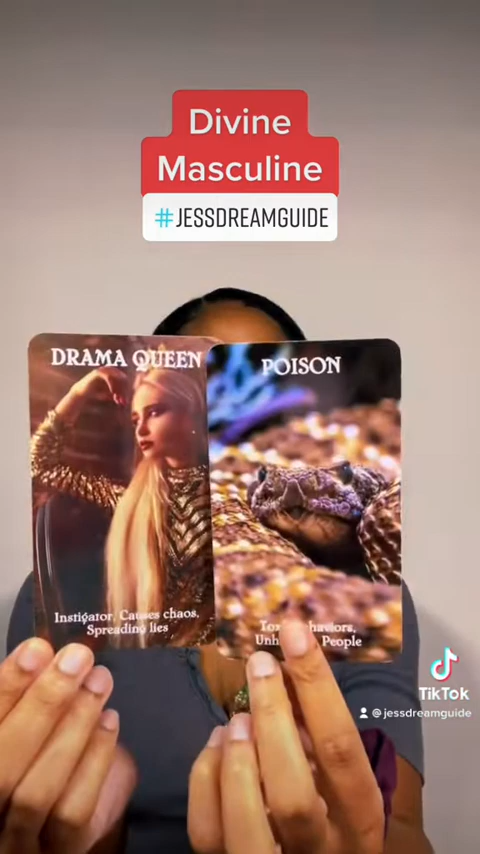 Divine
Masculine
#JESSDREAMGUIDE
DRAMA QUEEN
POISON
Instigator, Causes chaos,
Spreading lies
People
TikTok
@jessdreamguide